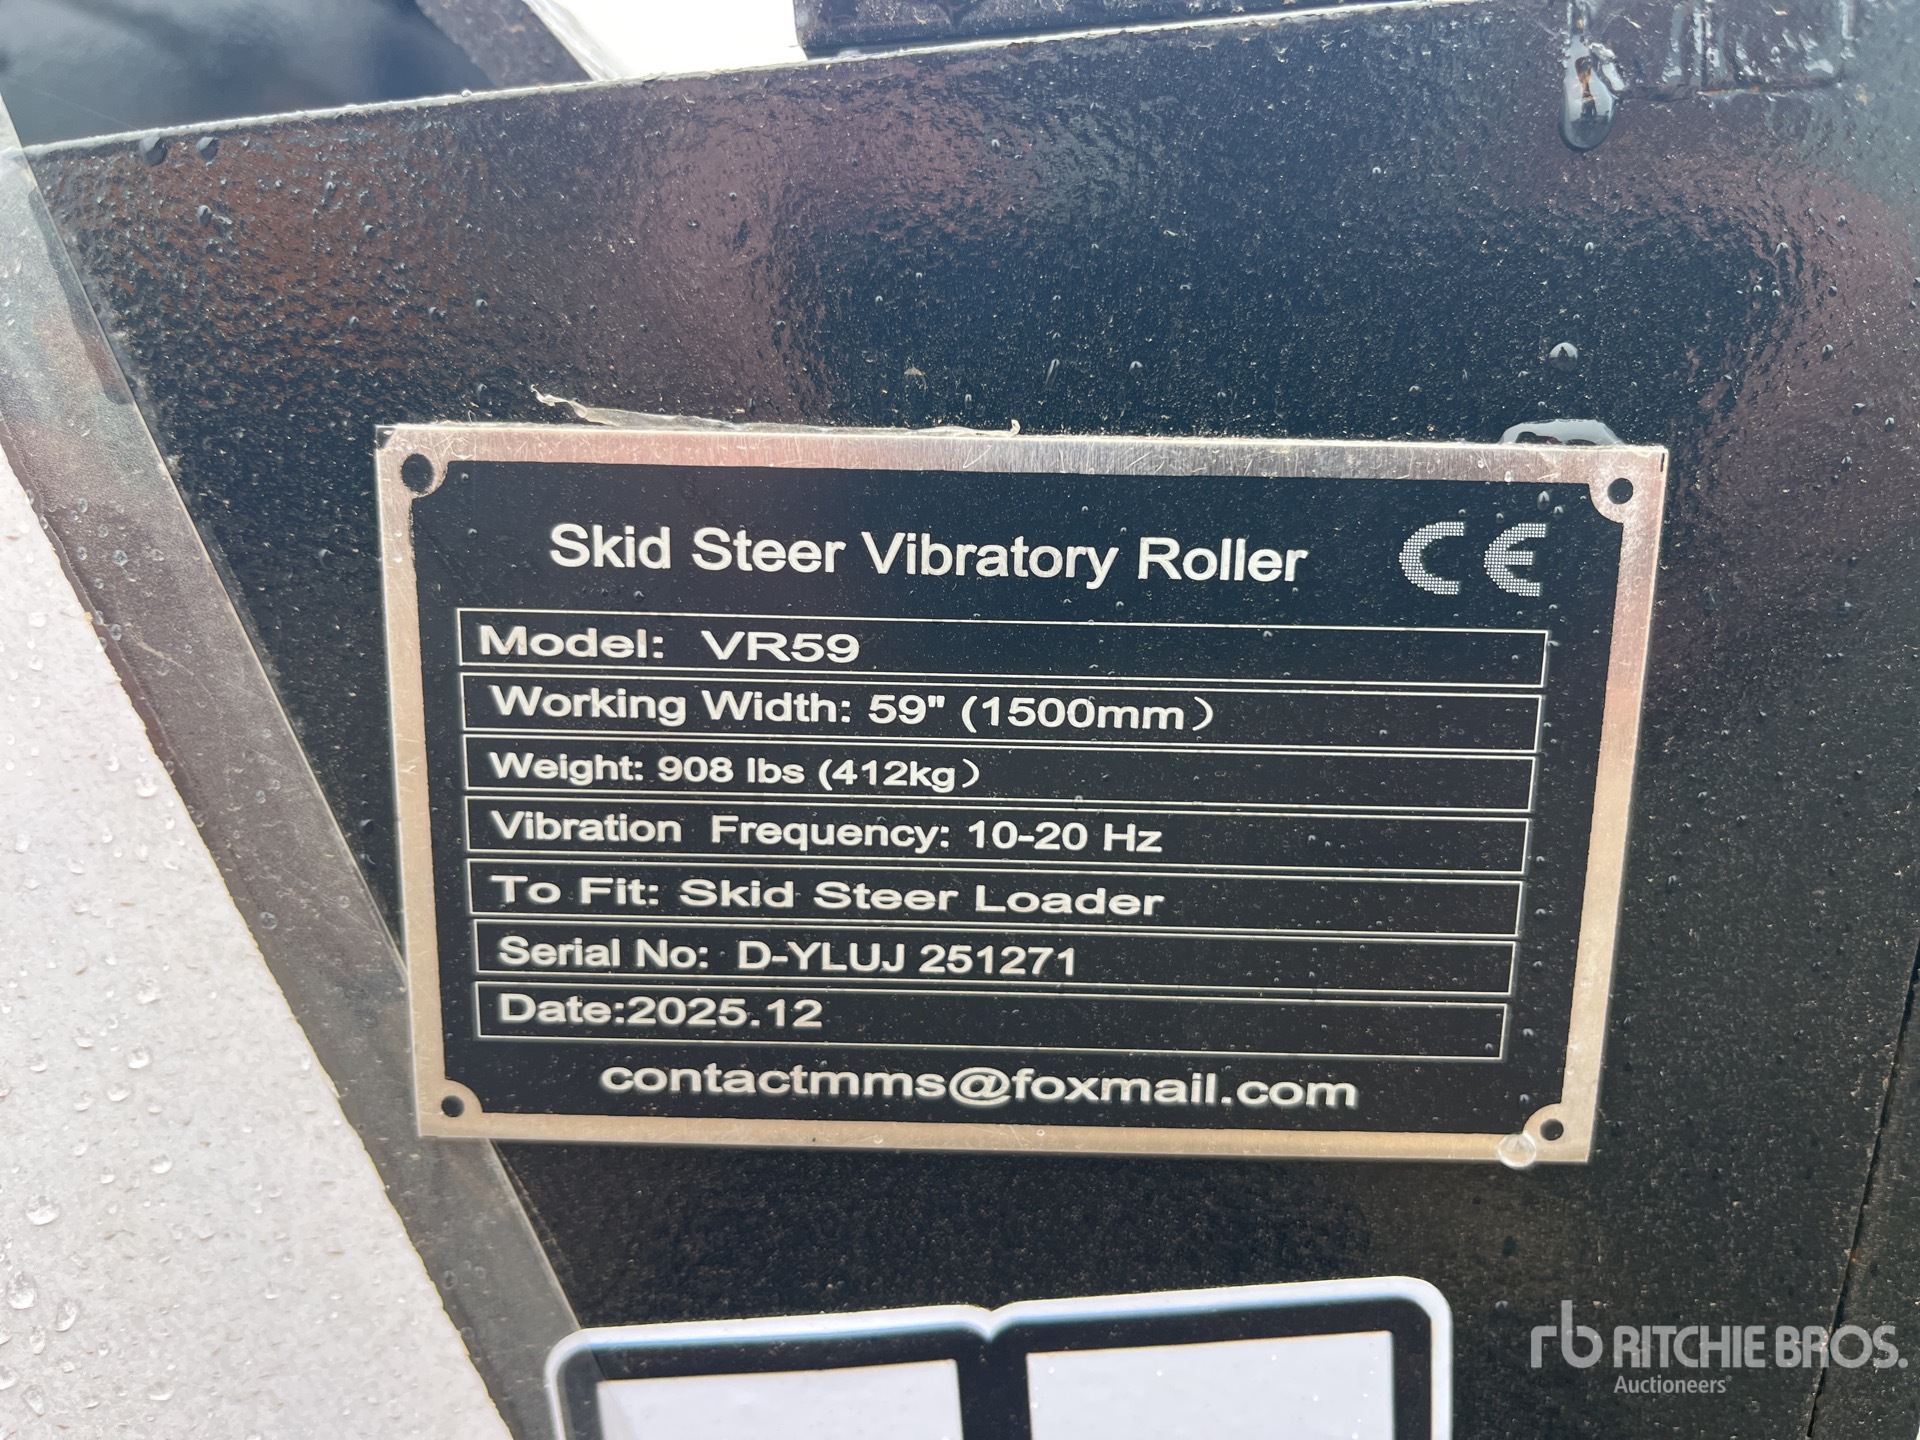 Skid Steer Vibratory Roller CE
Model: VR59
Working Width: 59" (1500mm)
Weight: 908 lbs (412kg)
Vibration Frequency: 10-20 Hz
To Fit: Skid Steer Loader
Serial No: D-YLUJ 251271
Date:2025.12
contactmms@foxmail.com
rb RITCHIE BROS.
Auctioneers